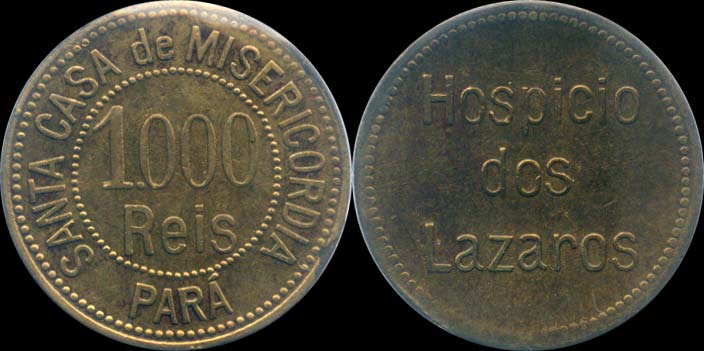 SANTA CASA de MISERICORDIA
1.000
Reis
PARÁ
Hospicio
dos
Lazaros